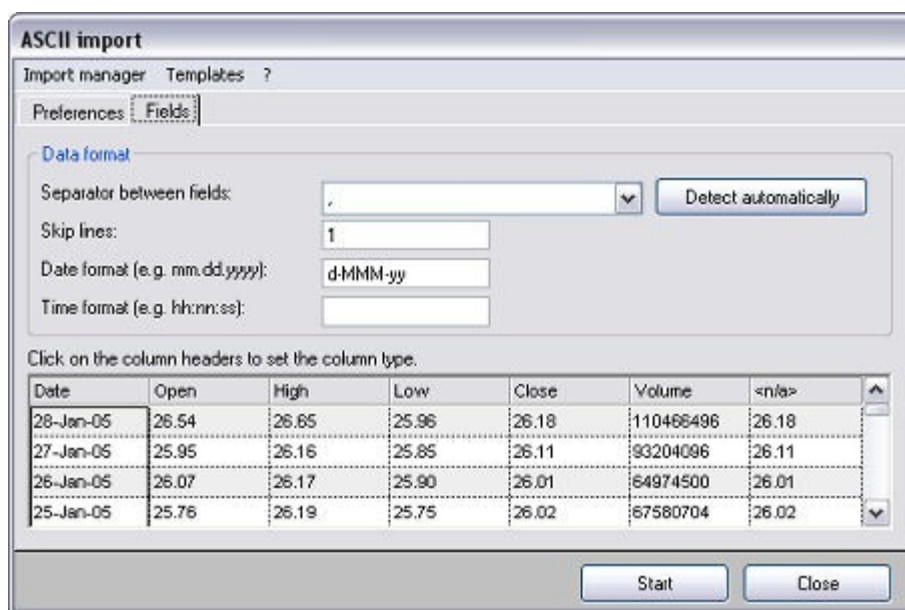 ASCII import
Import manager Templates ?
Preferences Fields
Data format
Separator between fields: , Detect automatically
Skip lines: 1
Date format (e.g. mm.dd.yyyy): d-MMM-yy
Time format (e.g. hh:nn:ss):
Click on the column headers to set the column type.
Date Open High Low Close Volume <n/a>
28-Jan-05 26.54 26.65 25.96 26.18 110466496 26.18
27-Jan-05 25.95 26.16 25.85 26.11 93204096 26.11
26-Jan-05 26.07 26.17 25.90 26.01 64974500 26.01
25-Jan-05 25.76 26.19 25.75 26.02 67580704 26.02
Start Close